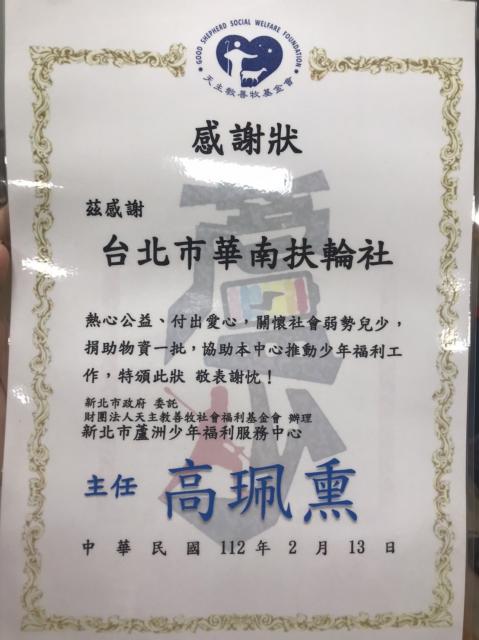 GOOD SHEPHERD SOCIAL WELFARE FOUNDATION
天主教善牧基金會
感謝狀
茲感謝
台北市華南扶輪社
熱心公益、付出愛心，關懷社會弱勢兒少，
捐助物資一批，協助本中心推動少年福利工
作，特頒此狀 敬表謝忱！
新北市政府 委託
財團法人天主教善牧社會福利基金會 辦理
新北市蘆洲少年福利服務中心
主任 高珮熏
中華民國 112 年 2 月 13 日